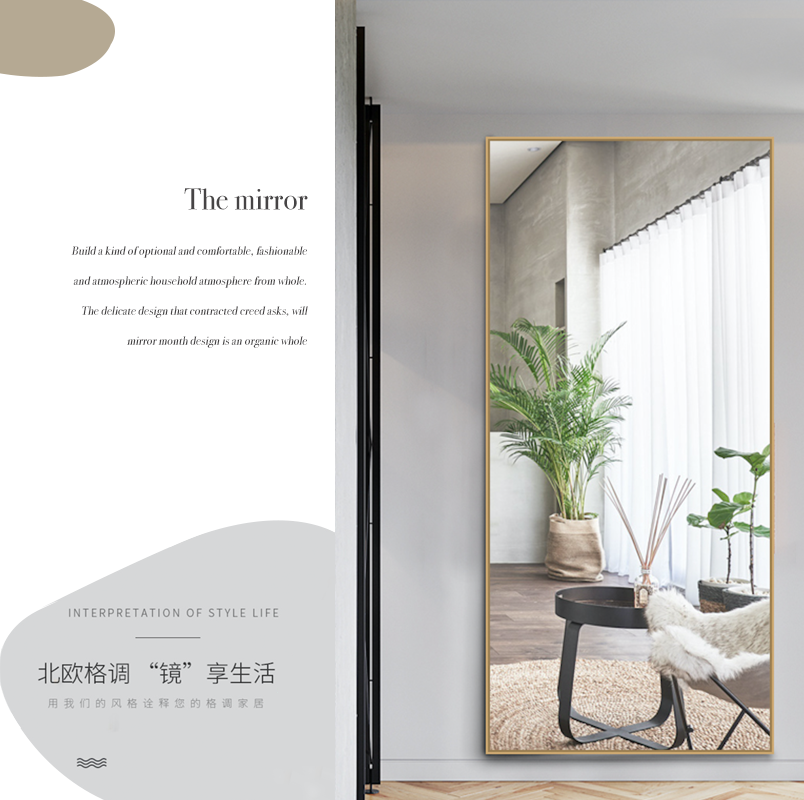 The mirror
Build a kind of optional and comfortable, fashionable
and atmospheric household atmosphere from whole.
The delicate design that contracted creed asks, will
mirror month design is an organic whole
INTERPRETATION OF STYLE LIFE
北欧格调 “镜” 享生活
用我们的风格诠释您的格调家居